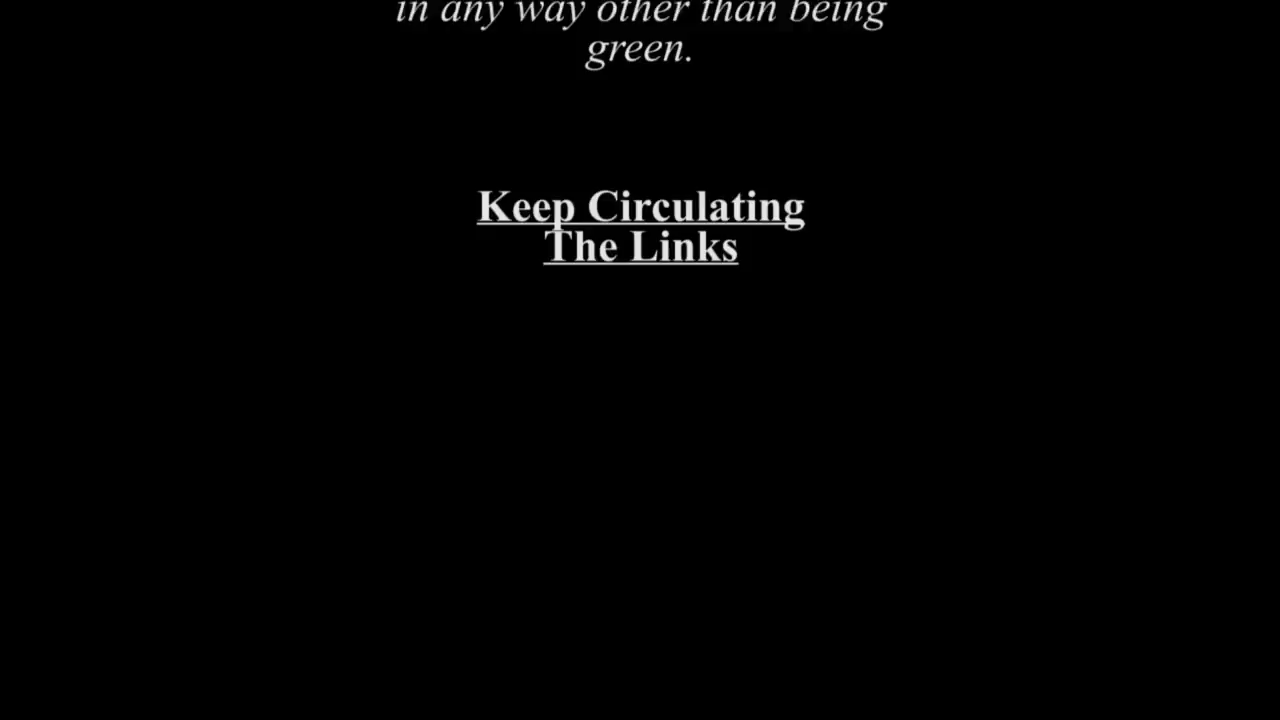 in any way other than being
green.
Keep Circulating
The Links